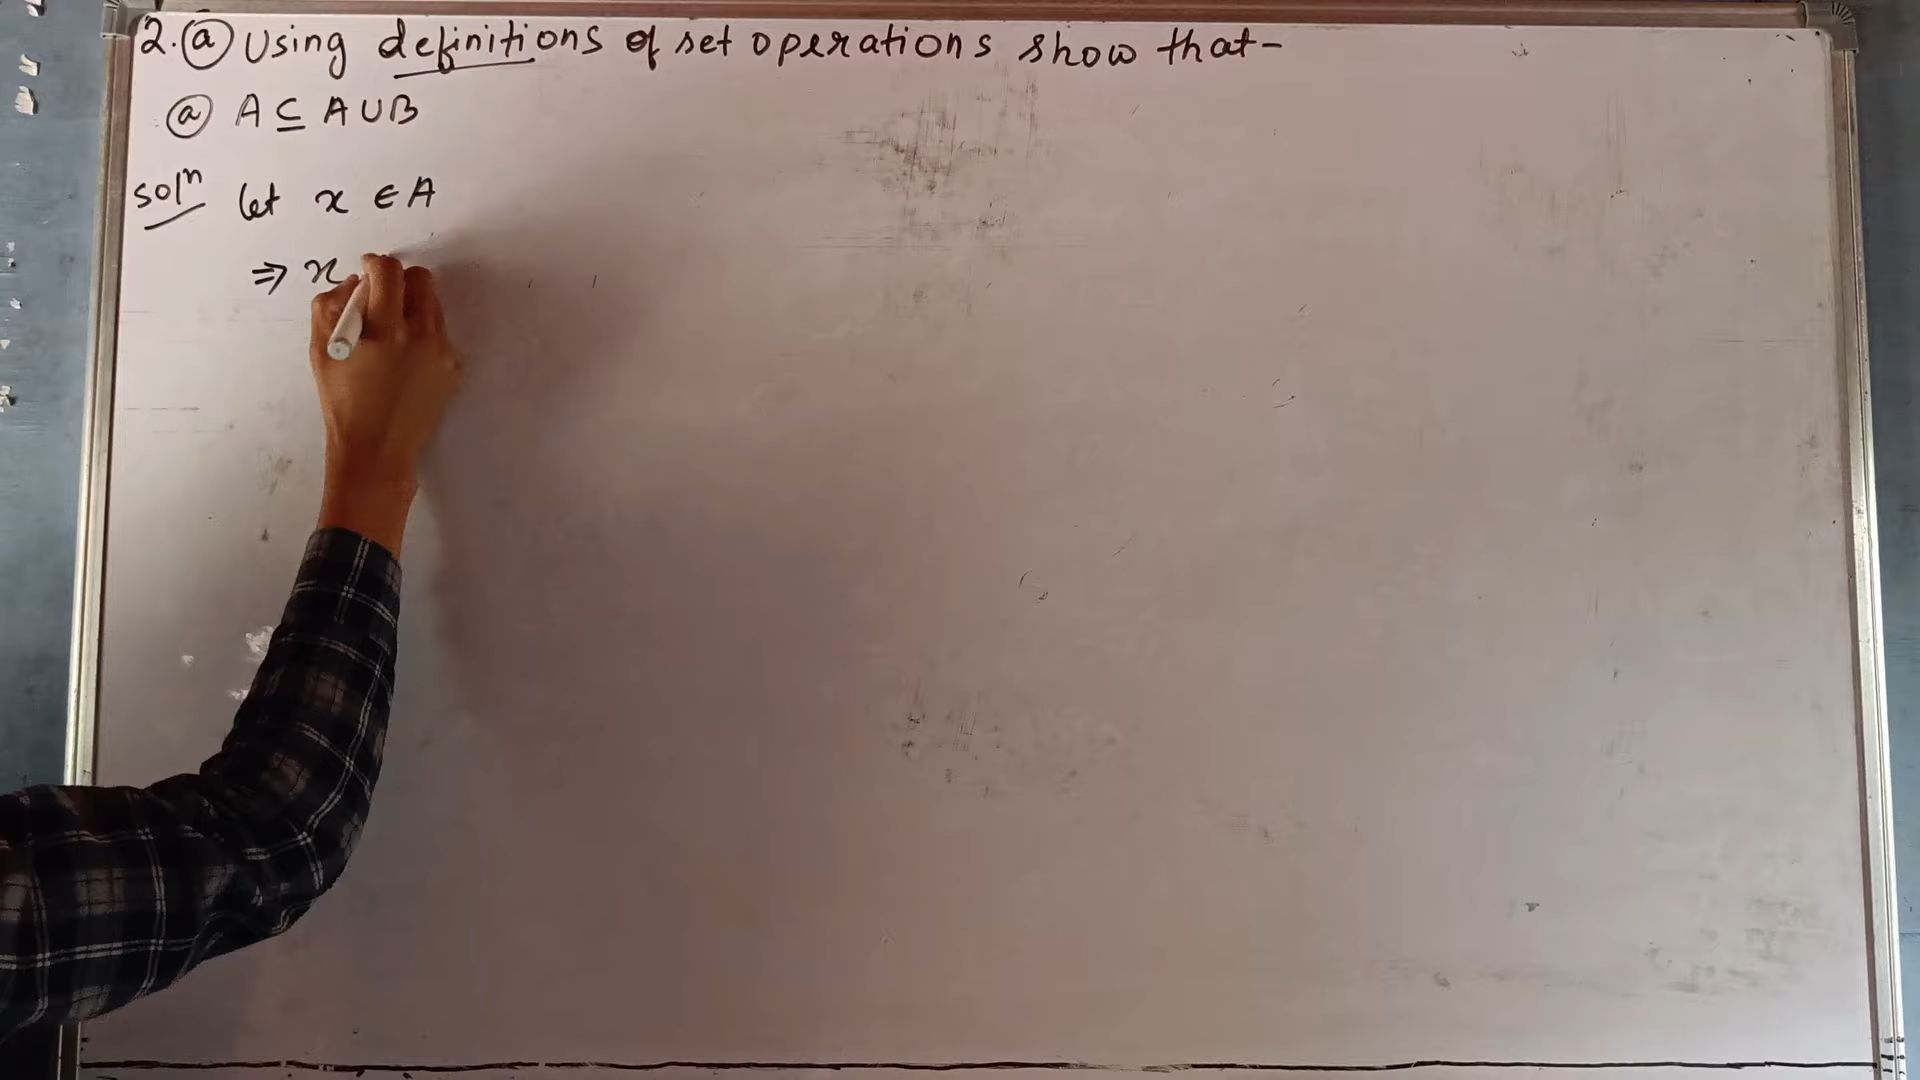 2. ⓐ Using definitions of set operations show that-
ⓐ A ⊆ A ∪ B
solⁿ let x ∈ A
⇒ x